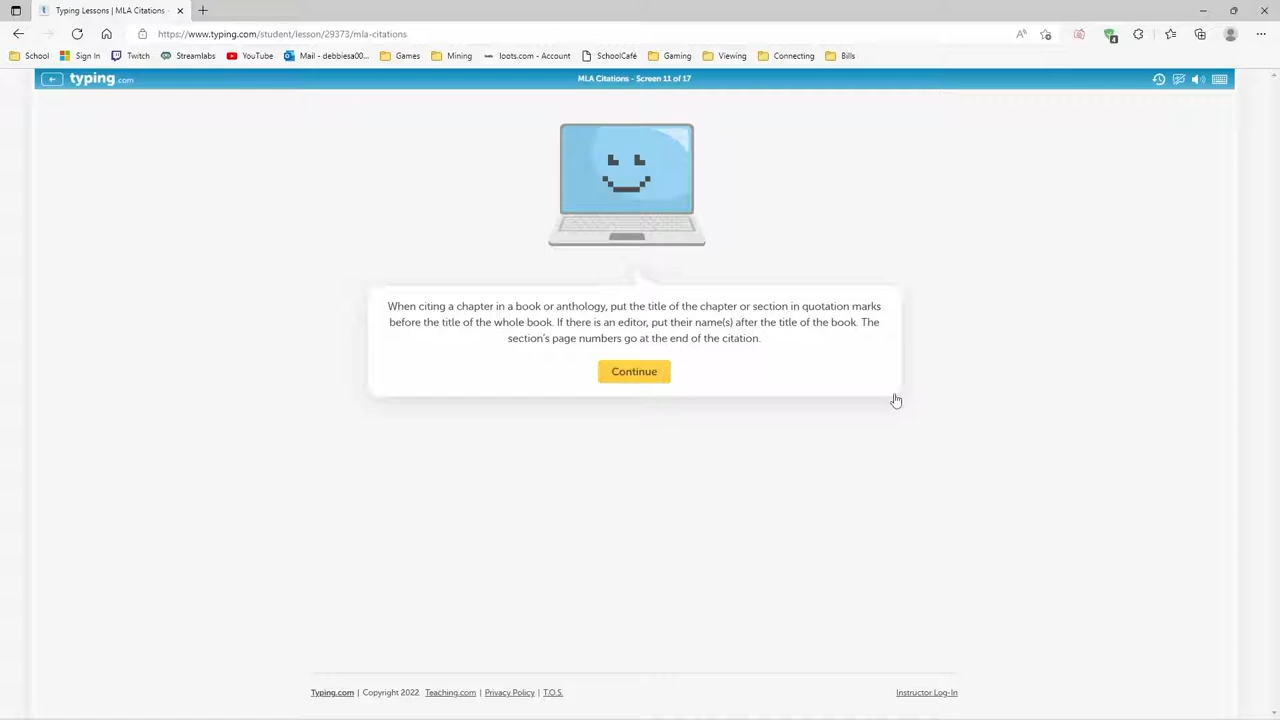 Typing Lessons | MLA Citations -
https://www.typing.com/student/lesson/29373/mla-citations
School Sign In Twitch Streamlabs YouTube Mail - debbiesa00... Games Mining loots.com - Account SchoolCafé Gaming Viewing Connecting Bills
typing.com MLA Citations - Screen 11 of 17
When citing a chapter in a book or anthology, put the title of the chapter or section in quotation marks
before the title of the whole book. If there is an editor, put their name(s) after the title of the book. The
section's page numbers go at the end of the citation.
Continue
Typing.com | Copyright 2022 Teaching.com | Privacy Policy | T.O.S. Instructor Log-In